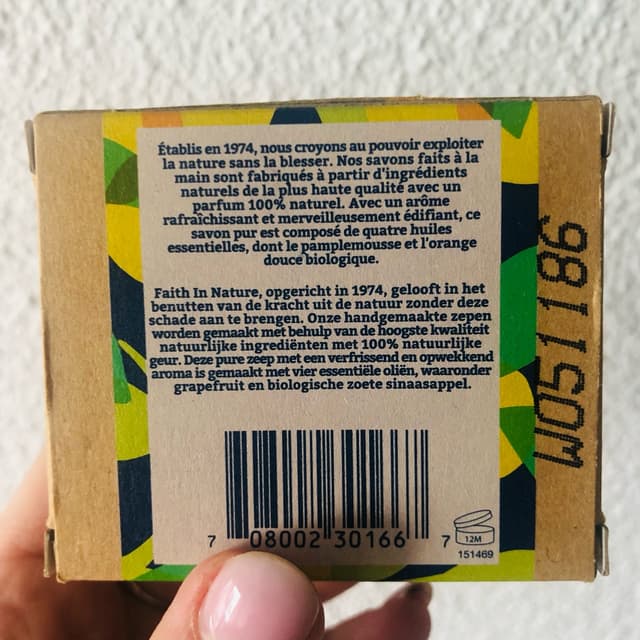 Établis en 1974, nous croyons au pouvoir exploiter
la nature sans la blesser. Nos savons faits à la
main sont fabriqués à partir d'ingrédients
naturels de la plus haute qualité avec un
parfum 100% naturel. Avec un arôme
rafraîchissant et merveilleusement édifiant, ce
savon pur est composé de quatre huiles
essentielles, dont le pamplemousse et l'orange
douce biologique.
Faith In Nature, opgericht in 1974, gelooft in het
benutten van de kracht uit de natuur zonder deze
schade aan te brengen. Onze handgemaakte zepen
worden gemaakt met behulp van de hoogste kwaliteit
natuurlijke ingrediënten met 100% natuurlijke
geur. Deze pure zeep met een verfrissend en opwekkend
aroma is gemaakt met vier essentiële oliën, waaronder
grapefruit en biologische zoete sinaasappel.
7 08002 30166 7
12M
151469
W051186